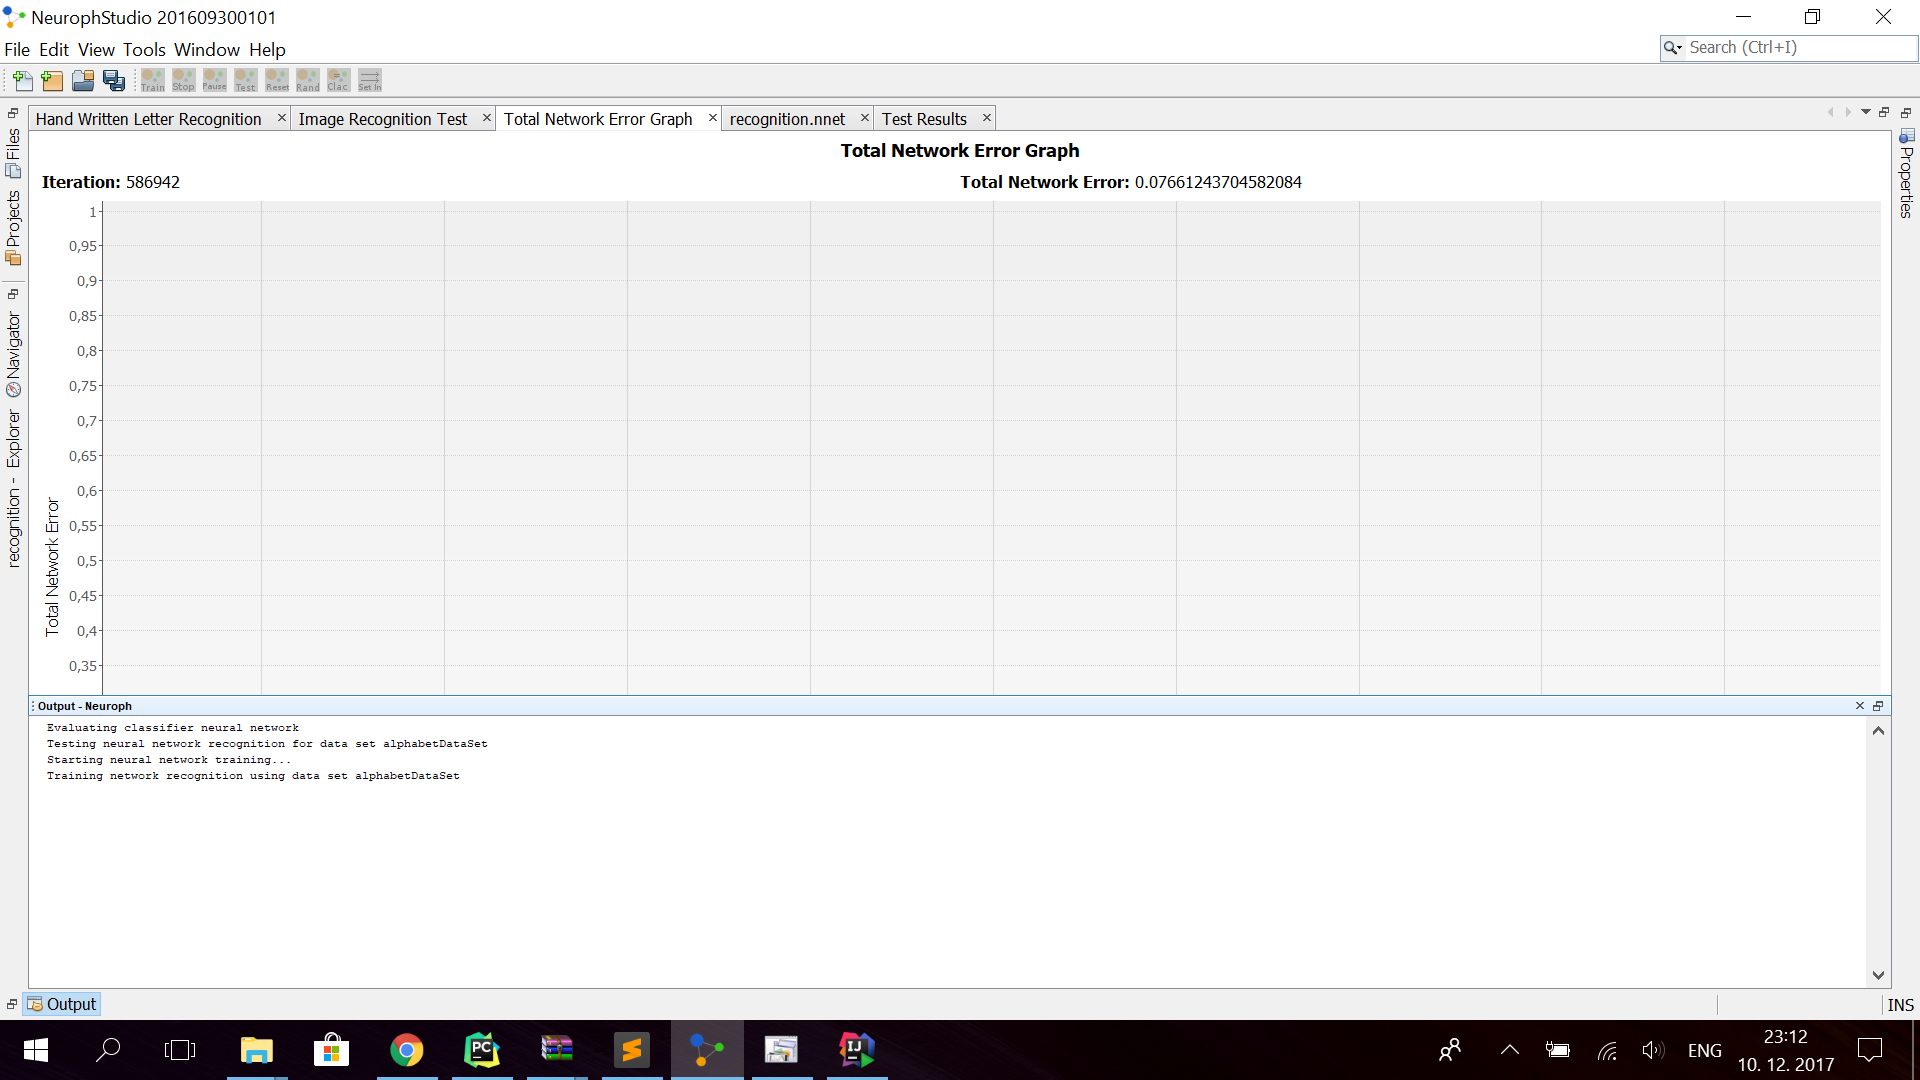 NeurophStudio 201609300101
File Edit View Tools Window Help
Search (Ctrl+I)
Train Stop Pause Test Reset Rand Clac Set In
Hand Written Letter Recognition
Image Recognition Test
Total Network Error Graph
recognition.nnet
Test Results
Files
Projects
Navigator
recognition - Explorer
Properties
Total Network Error Graph
Iteration: 586942
Total Network Error: 0.07661243704582084
1
0,95
0,9
0,85
0,8
0,75
0,7
0,65
0,6
0,55
0,5
0,45
0,4
0,35
Total Network Error
Output - Neuroph
Evaluating classifier neural network
Testing neural network recognition for data set alphabetDataSet
Starting neural network training...
Training network recognition using data set alphabetDataSet
Output
INS
PC
IJ
ENG
23:12
10. 12. 2017